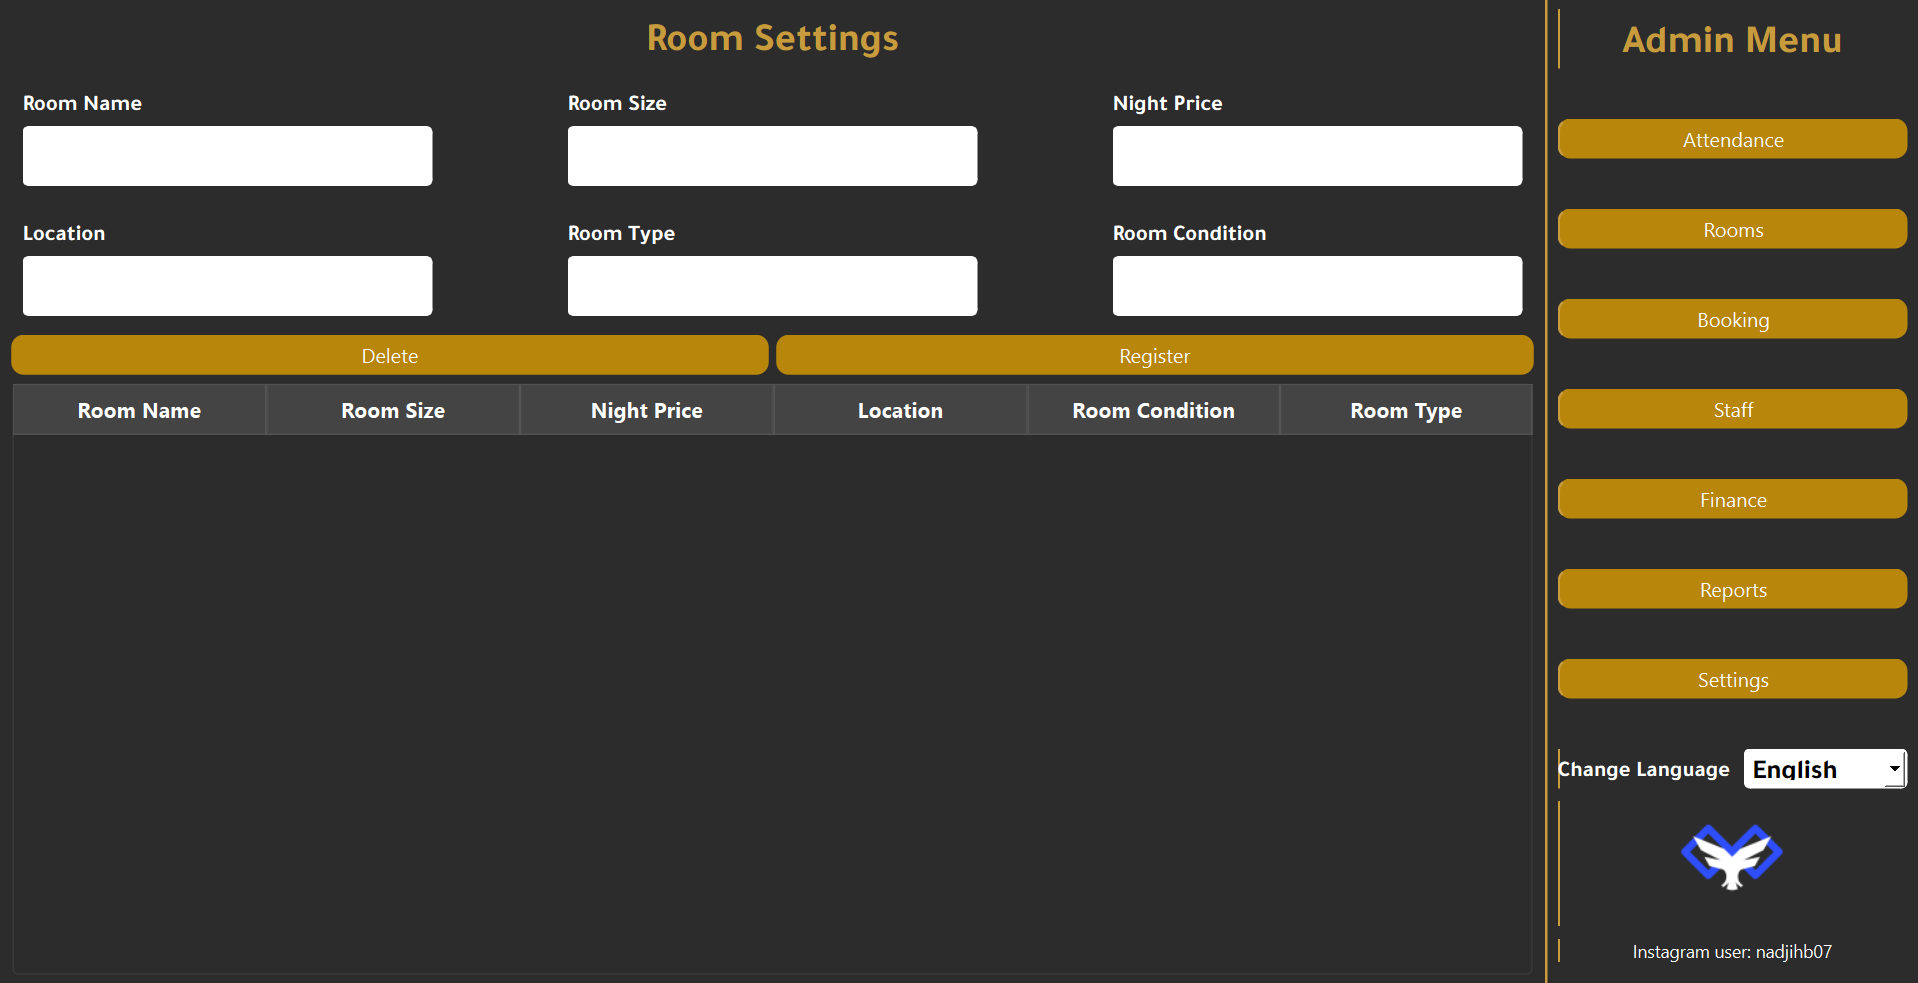 Room Settings
Room Name
Room Size
Night Price
Location
Room Type
Room Condition
Delete
Register
Room Name
Room Size
Night Price
Location
Room Condition
Room Type
Admin Menu
Attendance
Rooms
Booking
Staff
Finance
Reports
Settings
Change Language
English
Instagram user: nadjihb07